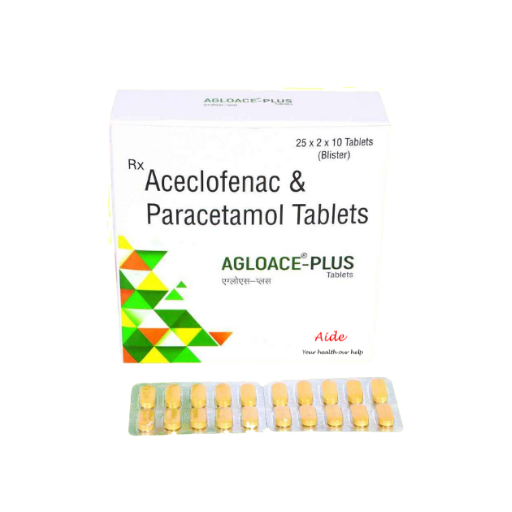 AGLOACE®-PLUS
25 x 2 x 10 Tablets
(Blister)
Rx
Aceclofenac &
Paracetamol Tablets
AGLOACE®-PLUS
Tablets
एग्लोएस-प्लस
Aide
Your health our help